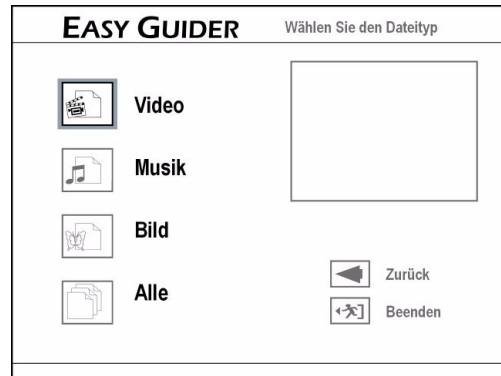 EASY GUIDER
Wählen Sie den Dateityp
Video
Musik
Bild
Alle
Zurück
Beenden